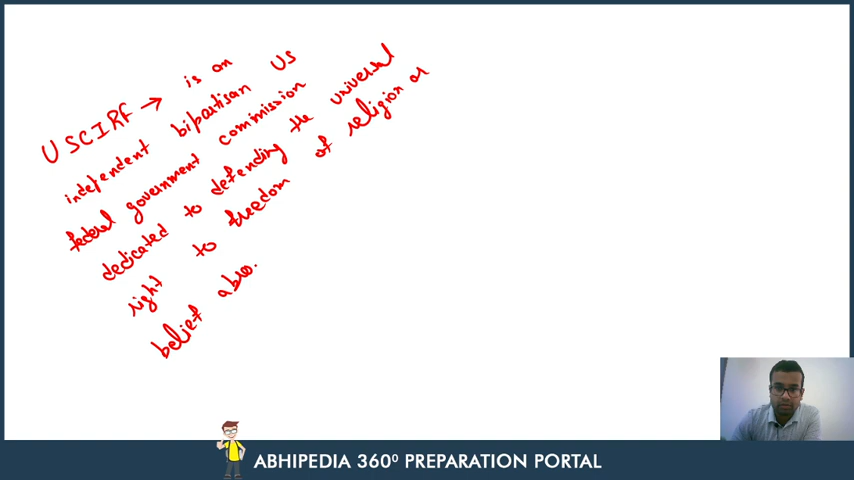 USCIRF → is an
independent bipartisan US
federal government commission
dedicated to defending the universal
right to freedom of religion or
belief abro.
ABHIPEDIA 360⁰ PREPARATION PORTAL